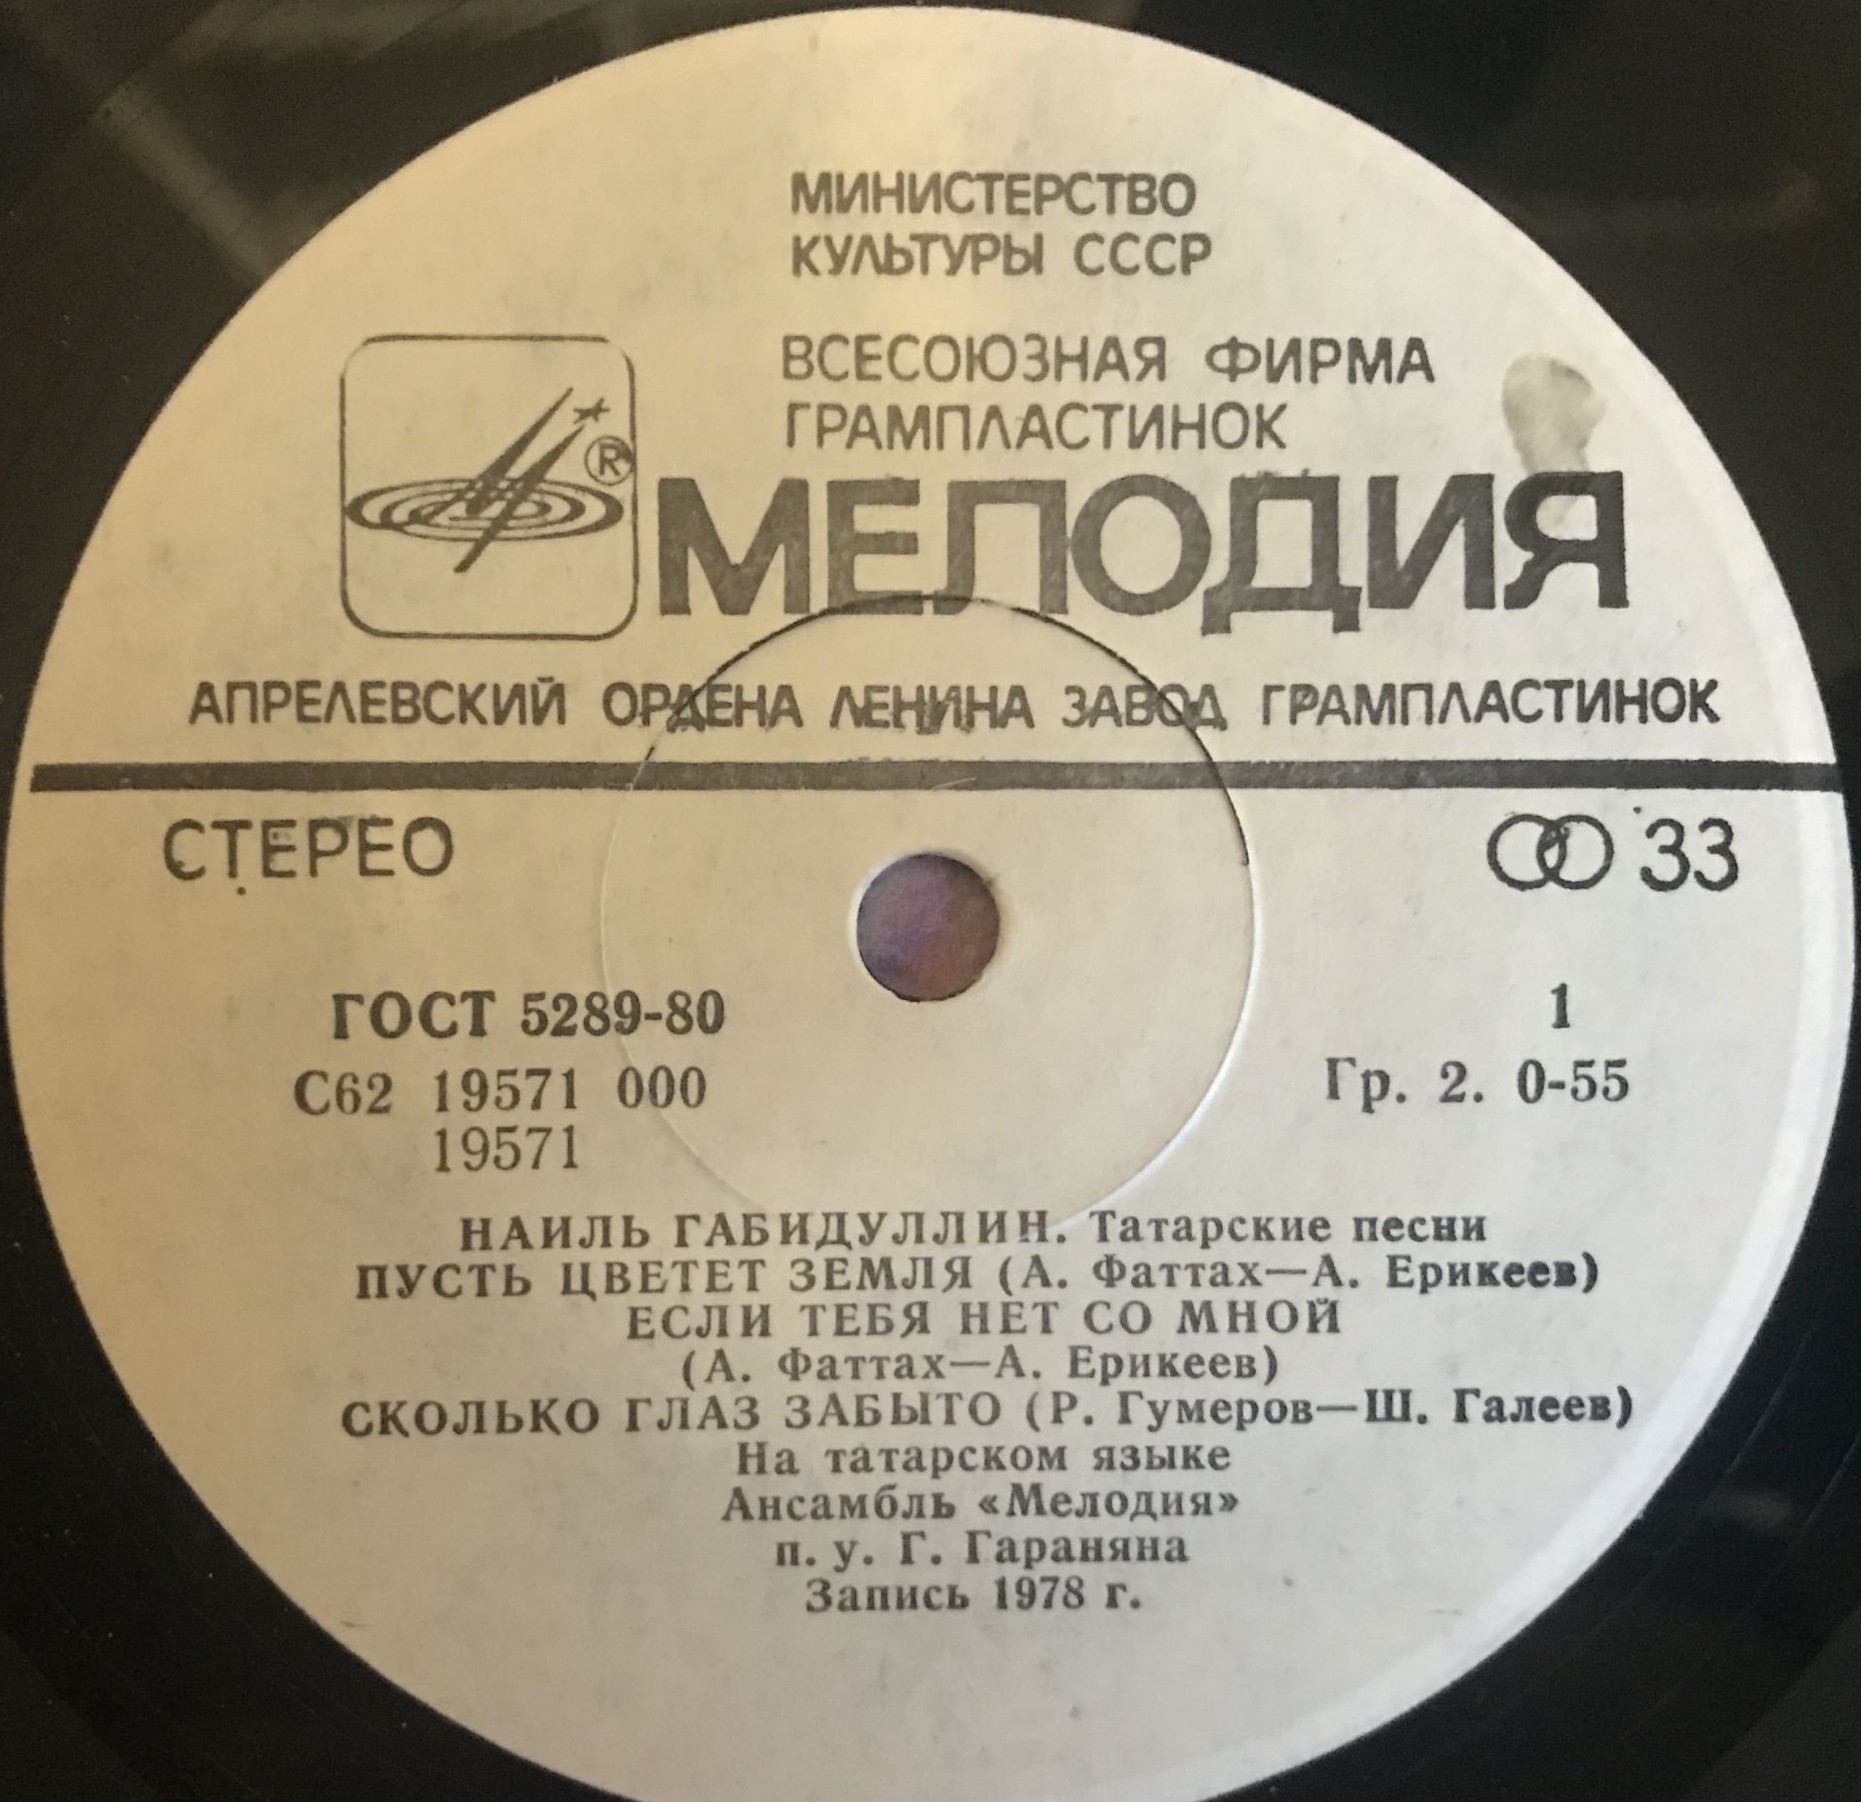 МИНИСТЕРСТВО
КУЛЬТУРЫ СССР
ВСЕСОЮЗНАЯ ФИРМА
ГРАМПЛАСТИНОК
®
МЕЛОДИЯ
АПРЕЛЕВСКИЙ ОРДЕНА ЛЕНИНА ЗАВОД ГРАМПЛАСТИНОК
СТЕРЕО 33
ГОСТ 5289-80 1
С62 19571 000 Гр. 2. 0-55
19571
НАИЛЬ ГАБИДУЛЛИН. Татарские песни
ПУСТЬ ЦВЕТЕТ ЗЕМЛЯ (А. Фаттах—А. Ерикеев)
ЕСЛИ ТЕБЯ НЕТ СО МНОЙ
(А. Фаттах—А. Ерикеев)
СКОЛЬКО ГЛАЗ ЗАБЫТО (Р. Гумеров—Ш. Галеев)
На татарском языке
Ансамбль «Мелодия»
п. у. Г. Гараняна
Запись 1978 г.